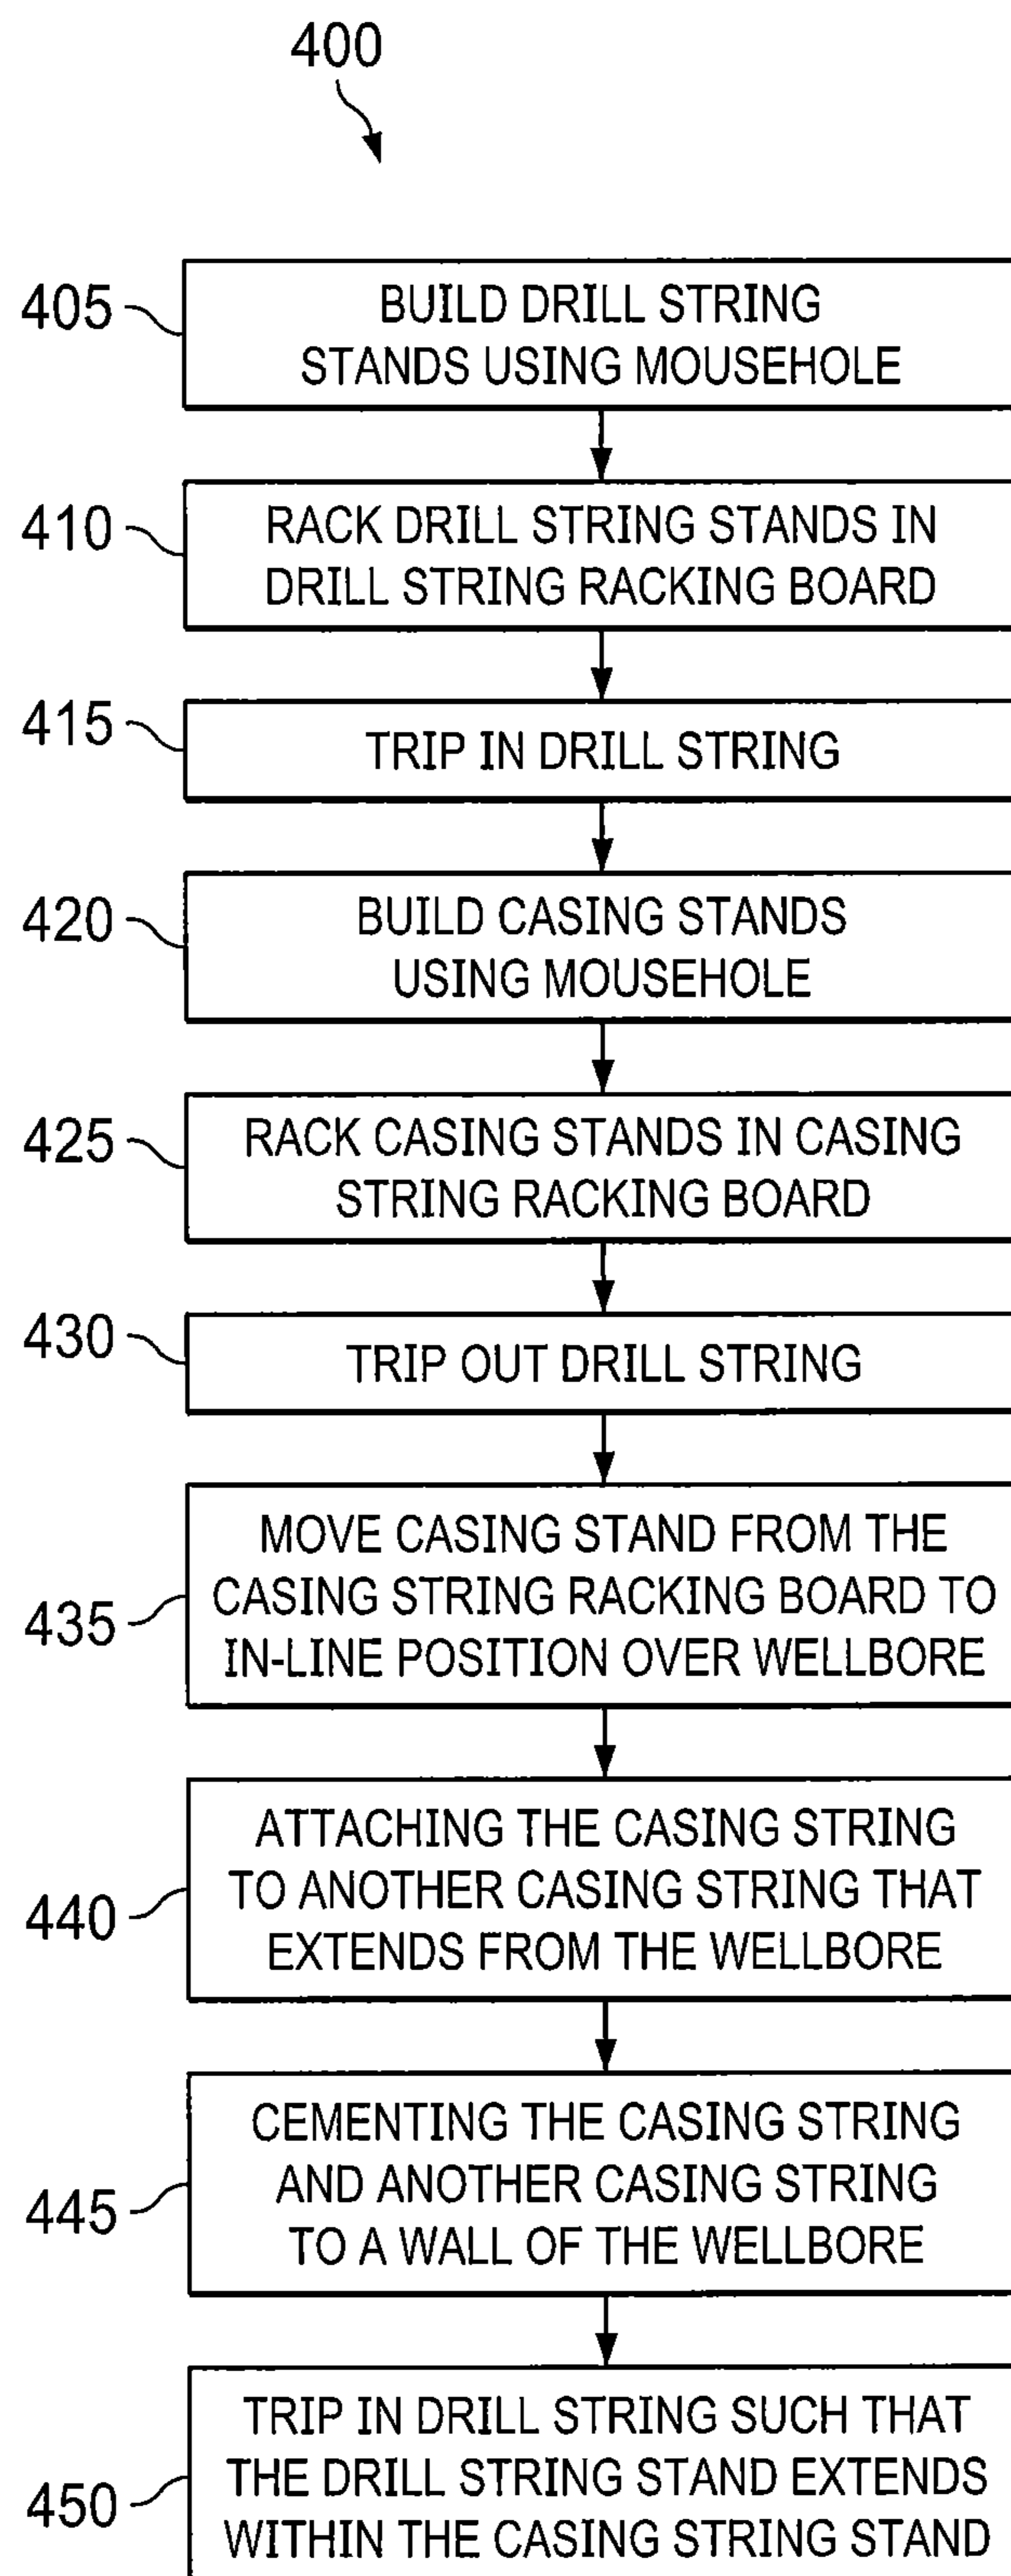 400
405
BUILD DRILL STRING
STANDS USING MOUSEHOLE
410
RACK DRILL STRING STANDS IN
DRILL STRING RACKING BOARD
415
TRIP IN DRILL STRING
420
BUILD CASING STANDS
USING MOUSEHOLE
425
RACK CASING STANDS IN CASING
STRING RACKING BOARD
430
TRIP OUT DRILL STRING
435
MOVE CASING STAND FROM THE
CASING STRING RACKING BOARD TO
IN-LINE POSITION OVER WELLBORE
440
ATTACHING THE CASING STRING
TO ANOTHER CASING STRING THAT
EXTENDS FROM THE WELLBORE
445
CEMENTING THE CASING STRING
AND ANOTHER CASING STRING
TO A WALL OF THE WELLBORE
450
TRIP IN DRILL STRING SUCH THAT
THE DRILL STRING STAND EXTENDS
WITHIN THE CASING STRING STAND